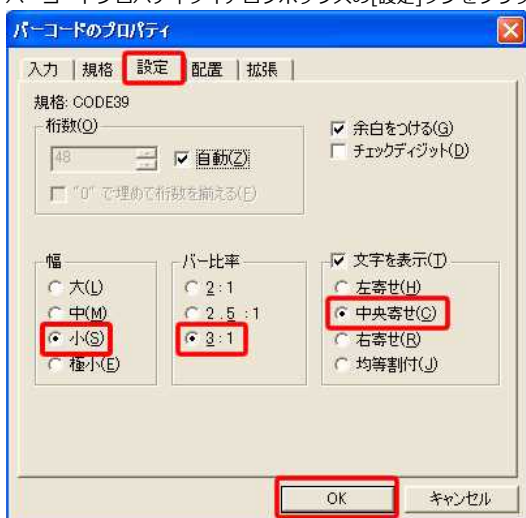 バーコードのプロパティ
入力 規格 設定 配置 拡張
規格: CODE39
桁数(O)
48
自動(Z)
"0" で埋めて桁数を揃える(F)
余白をつける(G)
チェックディジット(D)
幅
大(L)
中(M)
小(S)
極小(E)
バー比率
2:1
2.5 :1
3:1
文字を表示(T)
左寄せ(H)
中央寄せ(C)
右寄せ(R)
均等割付(J)
OK
キャンセル